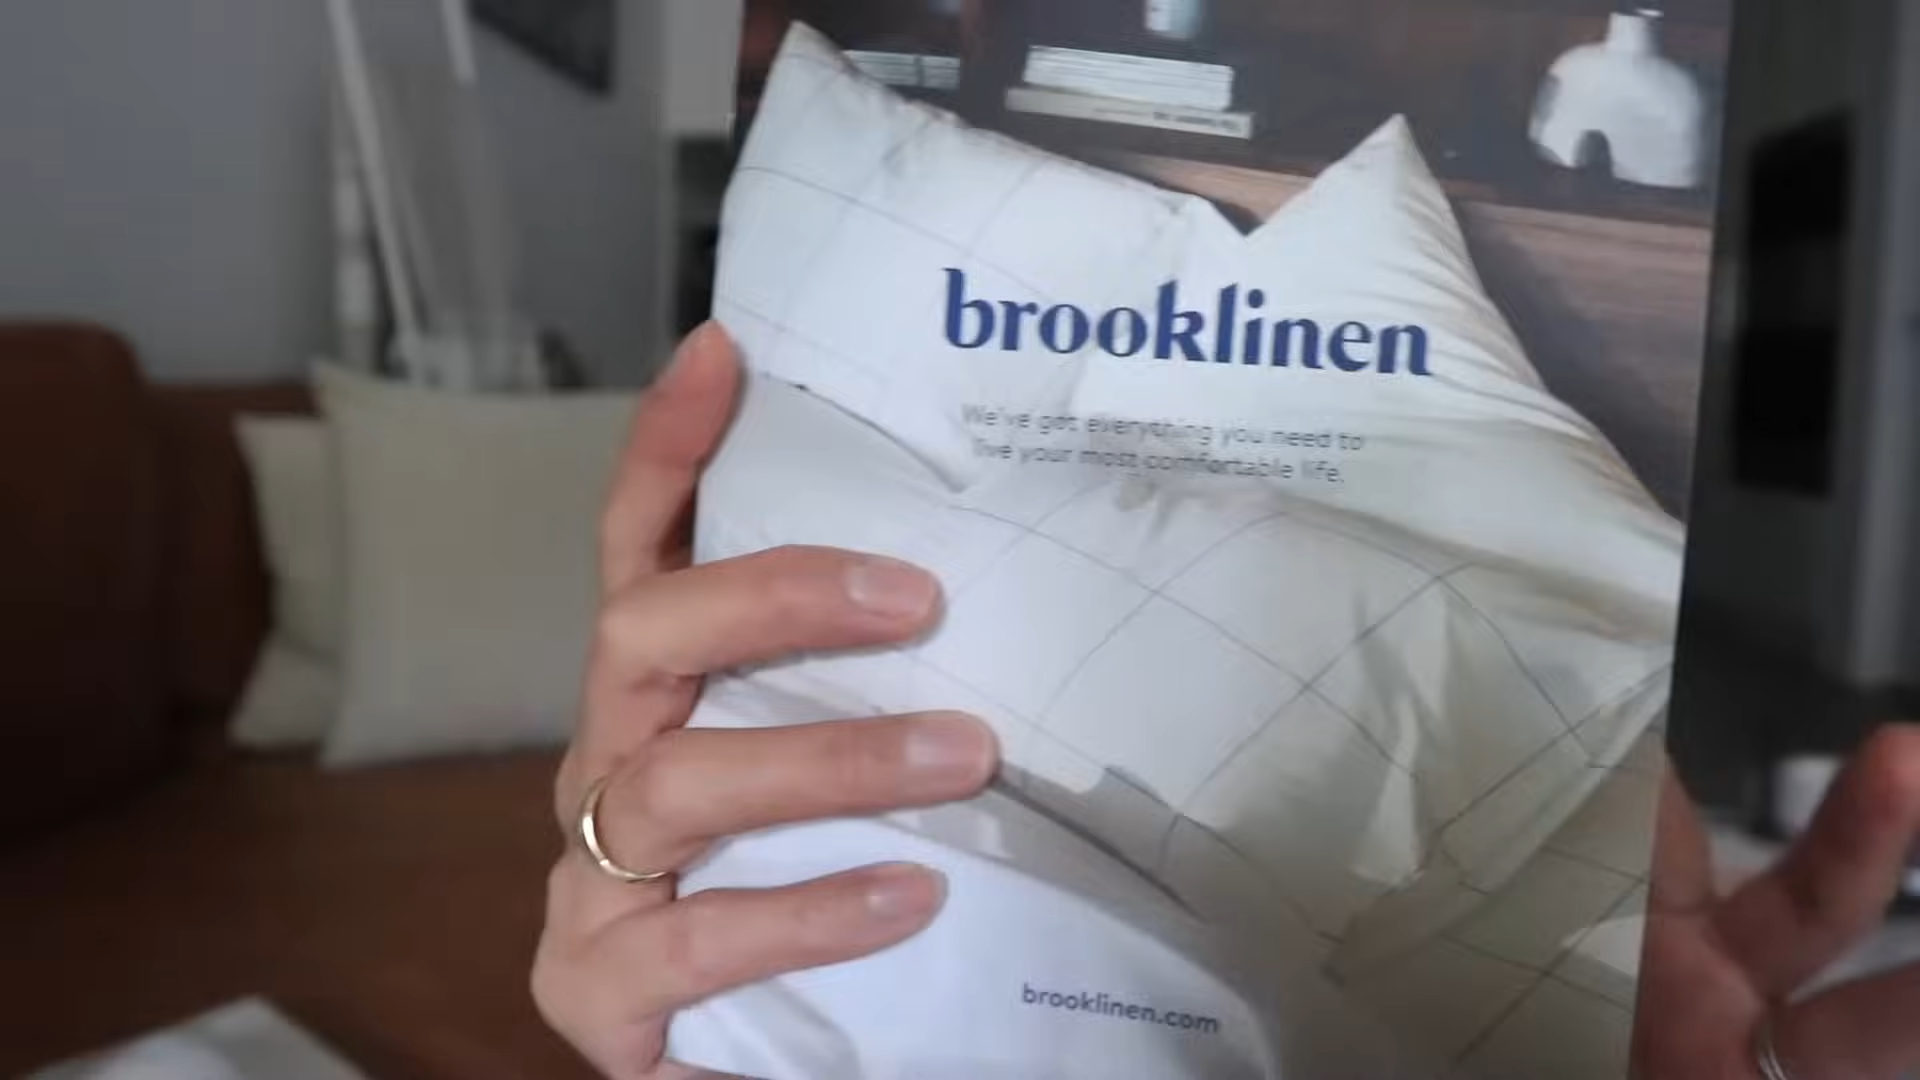 brooklinen
We've got everything you need to
live your most comfortable life.
brooklinen.com